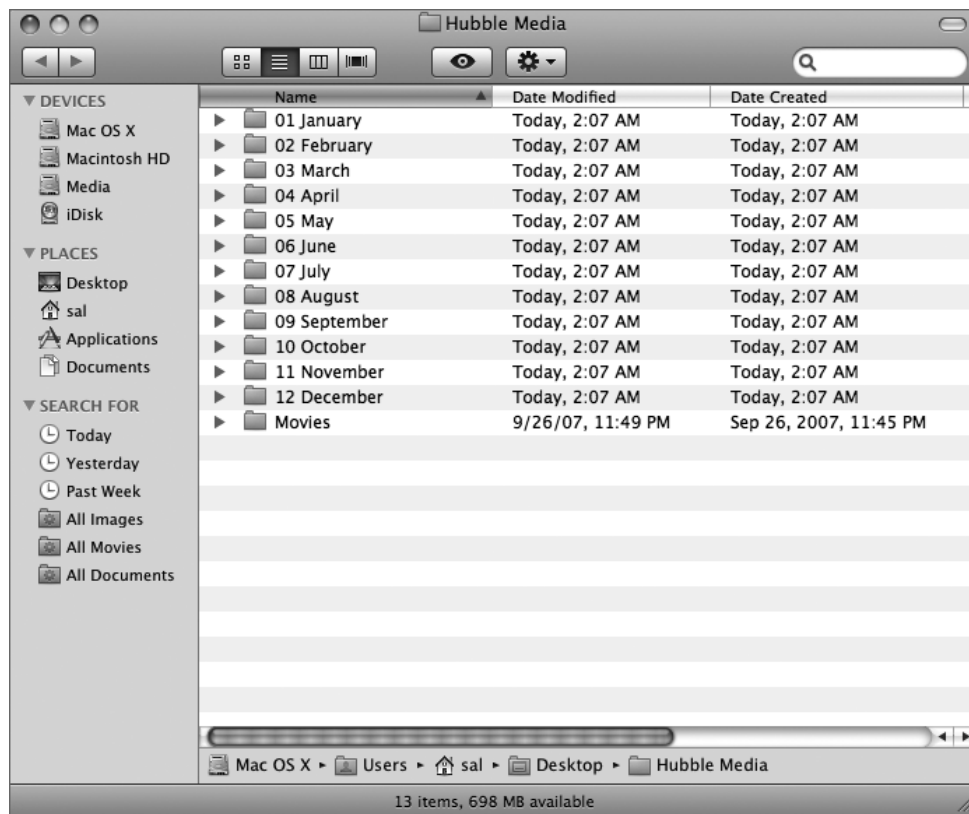 Hubble Media
DEVICES
Mac OS X
Macintosh HD
Media
iDisk
PLACES
Desktop
sal
Applications
Documents
SEARCH FOR
Today
Yesterday
Past Week
All Images
All Movies
All Documents
Name Date Modified Date Created
01 January Today, 2:07 AM Today, 2:07 AM
02 February Today, 2:07 AM Today, 2:07 AM
03 March Today, 2:07 AM Today, 2:07 AM
04 April Today, 2:07 AM Today, 2:07 AM
05 May Today, 2:07 AM Today, 2:07 AM
06 June Today, 2:07 AM Today, 2:07 AM
07 July Today, 2:07 AM Today, 2:07 AM
08 August Today, 2:07 AM Today, 2:07 AM
09 September Today, 2:07 AM Today, 2:07 AM
10 October Today, 2:07 AM Today, 2:07 AM
11 November Today, 2:07 AM Today, 2:07 AM
12 December Today, 2:07 AM Today, 2:07 AM
Movies 9/26/07, 11:49 PM Sep 26, 2007, 11:45 PM
Mac OS X ▸ Users ▸ sal ▸ Desktop ▸ Hubble Media
13 items, 698 MB available